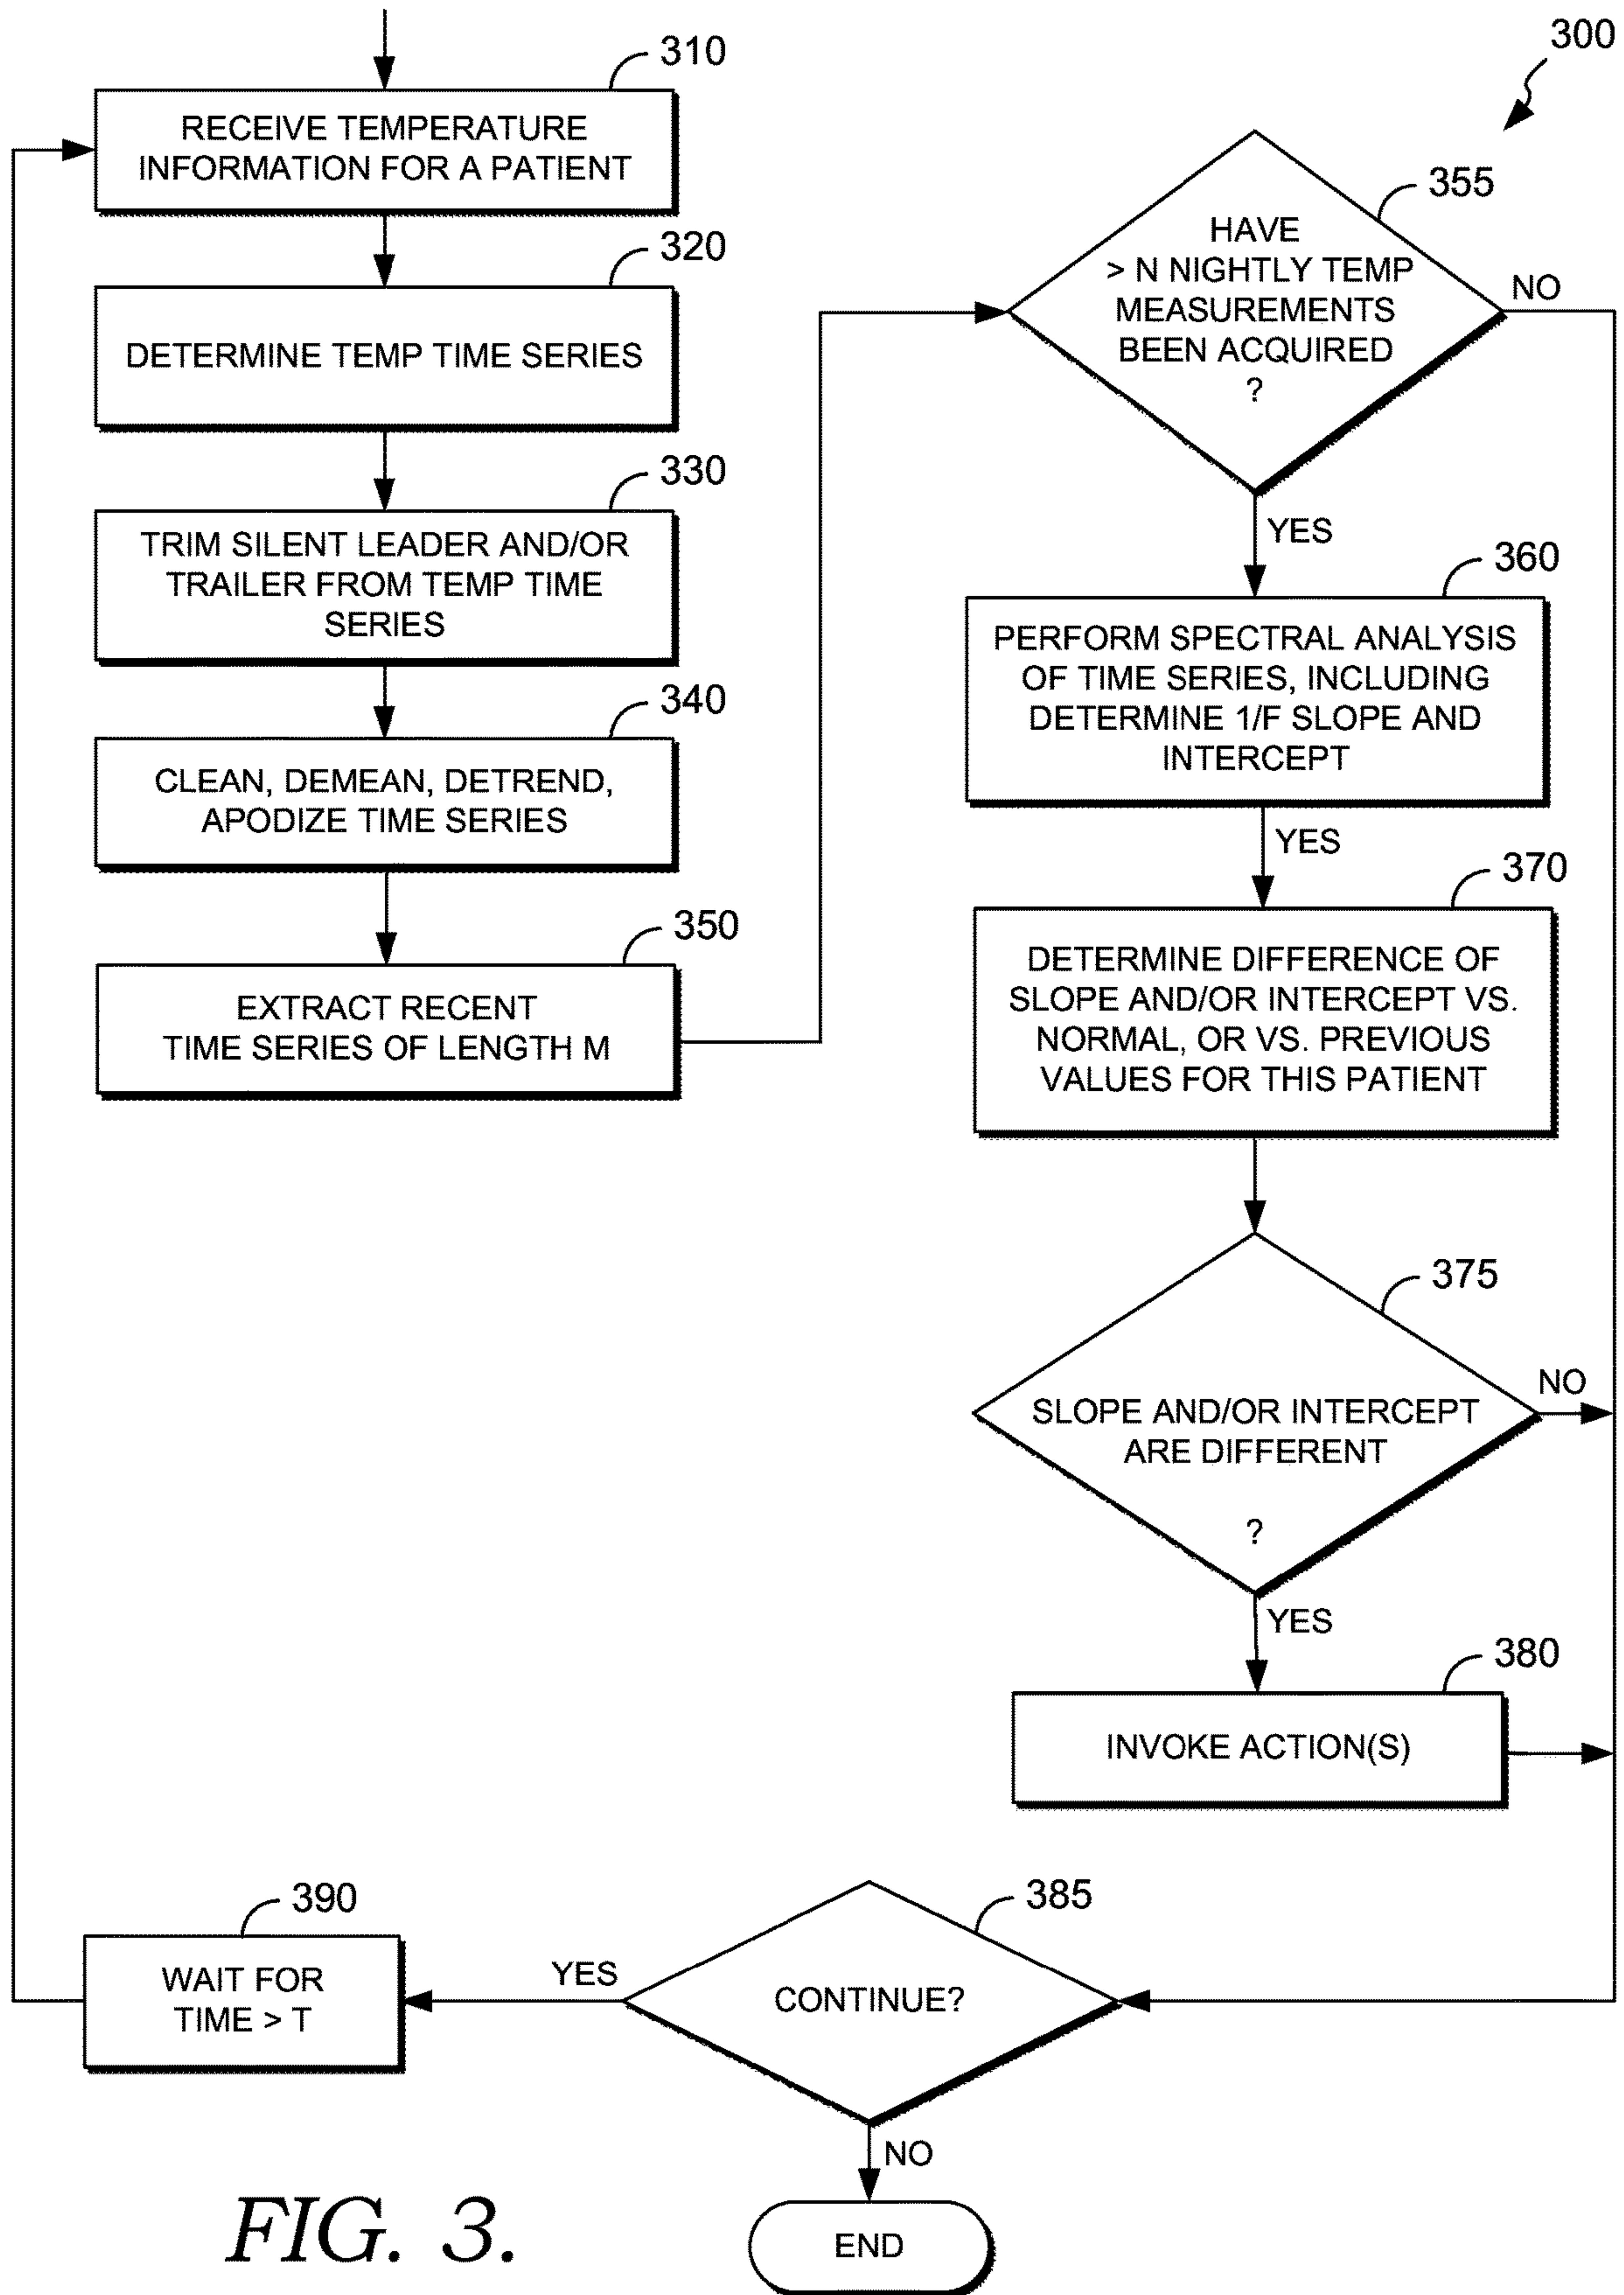 300
310
RECEIVE TEMPERATURE
INFORMATION FOR A PATIENT
320
DETERMINE TEMP TIME SERIES
330
TRIM SILENT LEADER AND/OR
TRAILER FROM TEMP TIME
SERIES
340
CLEAN, DEMEAN, DETREND,
APODIZE TIME SERIES
350
EXTRACT RECENT
TIME SERIES OF LENGTH M
355
HAVE
> N NIGHTLY TEMP
MEASUREMENTS
BEEN ACQUIRED
?
NO
YES
360
PERFORM SPECTRAL ANALYSIS
OF TIME SERIES, INCLUDING
DETERMINE 1/F SLOPE AND
INTERCEPT
YES
370
DETERMINE DIFFERENCE OF
SLOPE AND/OR INTERCEPT VS.
NORMAL, OR VS. PREVIOUS
VALUES FOR THIS PATIENT
375
SLOPE AND/OR INTERCEPT
ARE DIFFERENT
?
NO
YES
380
INVOKE ACTION(S)
385
CONTINUE?
YES
390
WAIT FOR
TIME > T
NO
END
FIG. 3.